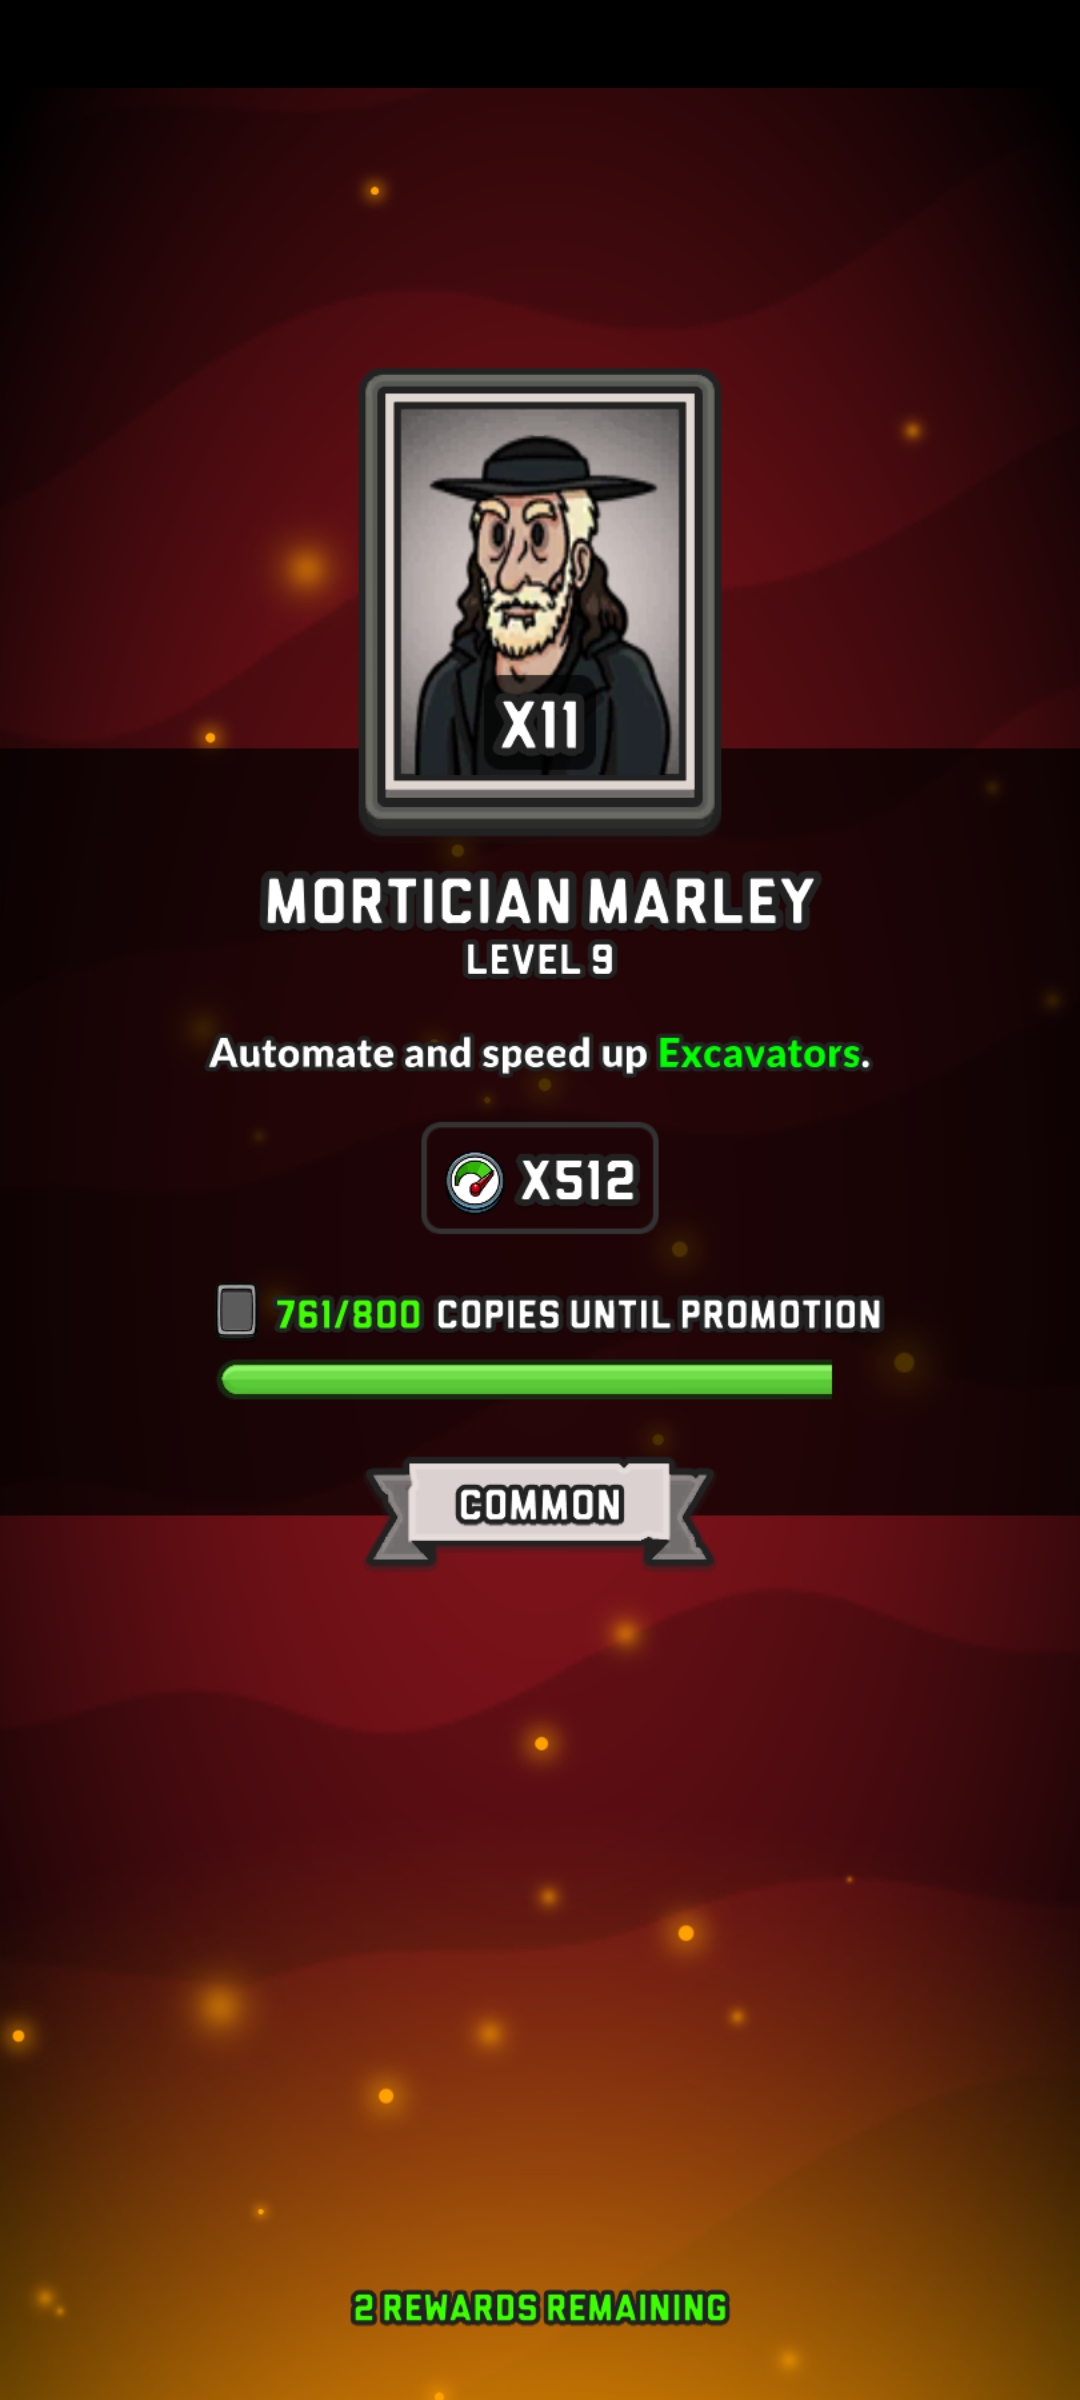 X11
MORTICIAN MARLEY
LEVEL 9
Automate and speed up Excavators.
X512
761/800 COPIES UNTIL PROMOTION
COMMON
2 REWARDS REMAINING